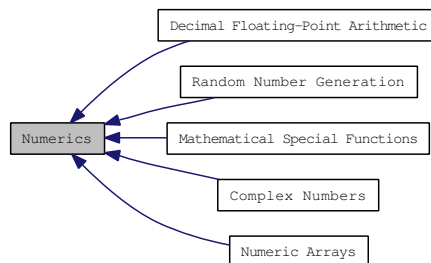 Decimal Floating-Point Arithmetic
Random Number Generation
Numerics
Mathematical Special Functions
Complex Numbers
Numeric Arrays